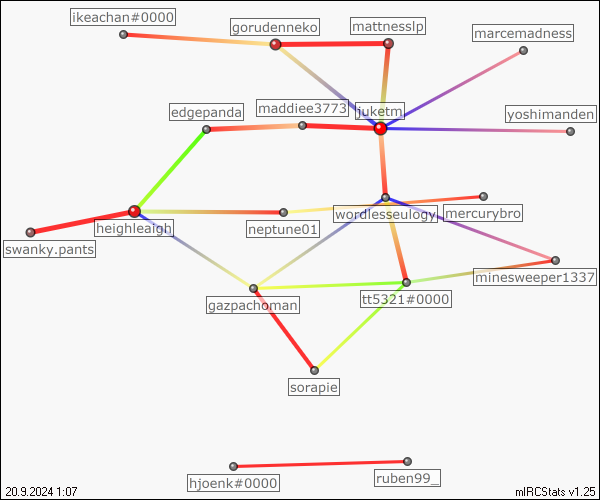 ikeachan#0000
gorudenneko
mattnesslp
marcemadness
edgepanda
maddiee3773
juketm
yoshimanden
heighleaigh
neptune01
wordlesseulogy
mercurybro
swanky.pants
gazpachoman
tt5321#0000
minesweeper1337
sorapie
hjoenk#0000
ruben99_
20.9.2024 1:07
mIRCStats v1.25